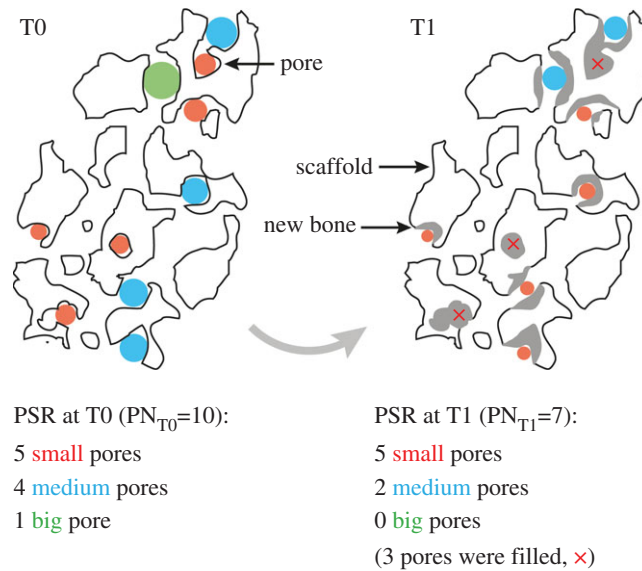 T0
T1
pore
scaffold
new bone
PSR at T0 (PN_T0=10):
5 small pores
4 medium pores
1 big pore
PSR at T1 (PN_T1=7):
5 small pores
2 medium pores
0 big pores
(3 pores were filled, ×)